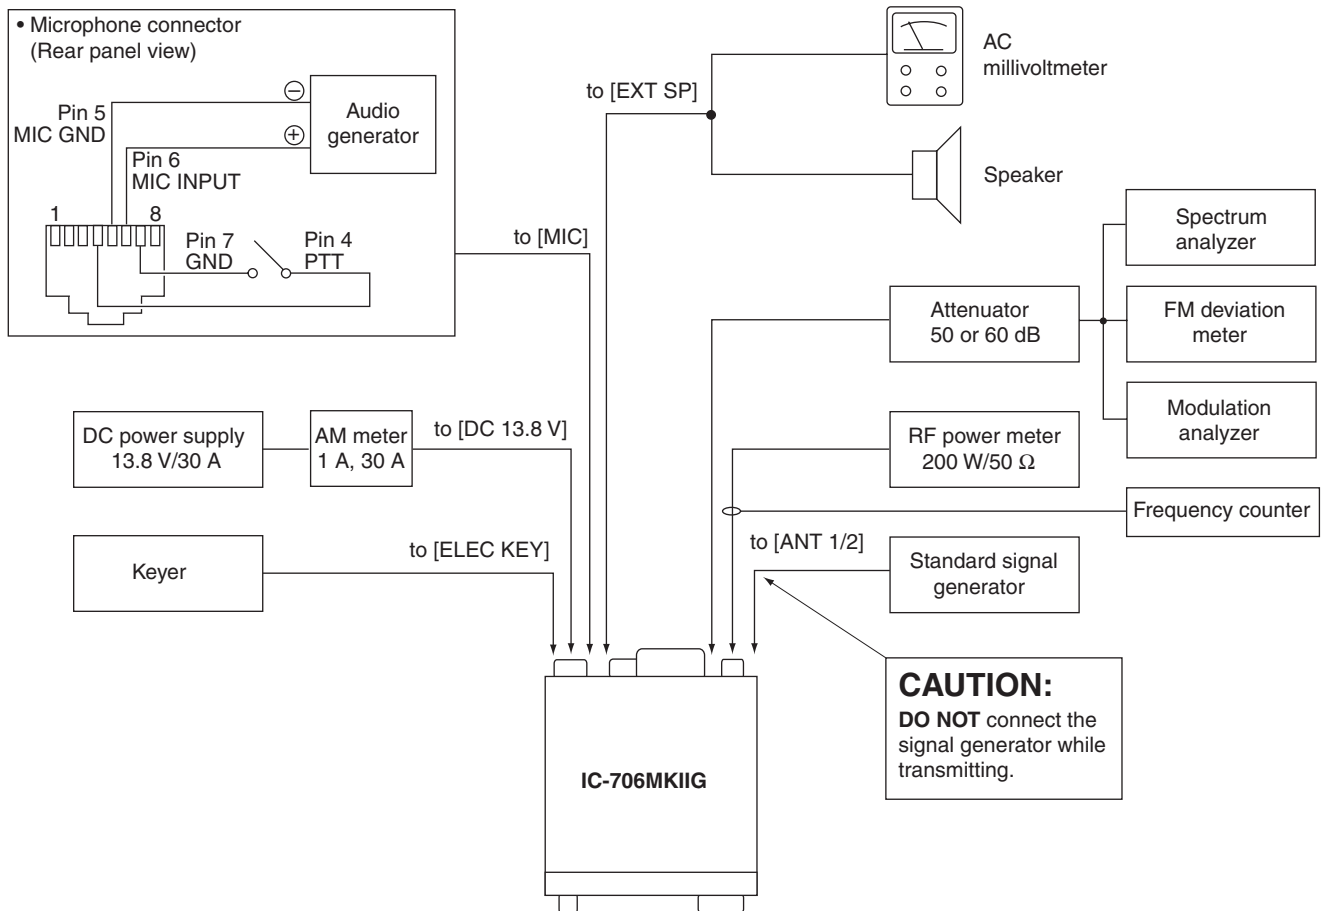 • Microphone connector
(Rear panel view)
Pin 5
MIC GND
⊖
⊕
Audio
generator
Pin 6
MIC INPUT
1
8
Pin 7
GND
Pin 4
PTT
to [EXT SP]
AC
millivoltmeter
Speaker
to [MIC]
Spectrum
analyzer
Attenuator
50 or 60 dB
FM deviation
meter
Modulation
analyzer
DC power supply
13.8 V/30 A
AM meter
1 A, 30 A
to [DC 13.8 V]
RF power meter
200 W/50 Ω
Frequency counter
Keyer
to [ELEC KEY]
to [ANT 1/2]
Standard signal
generator
CAUTION:
DO NOT connect the
signal generator while
transmitting.
IC-706MKIIG